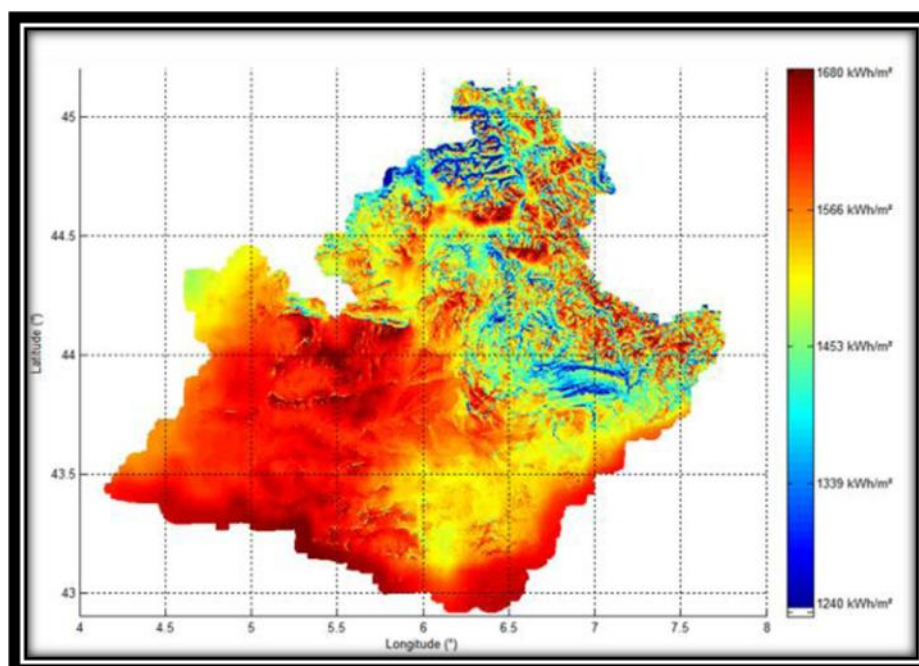 45
44.5
44
43.5
43
Latitude (°)
4
4.5
5
5.5
6
6.5
7
7.5
8
Longitude (°)
1680 kWh/m²
1566 kWh/m²
1453 kWh/m²
1339 kWh/m²
1240 kWh/m²